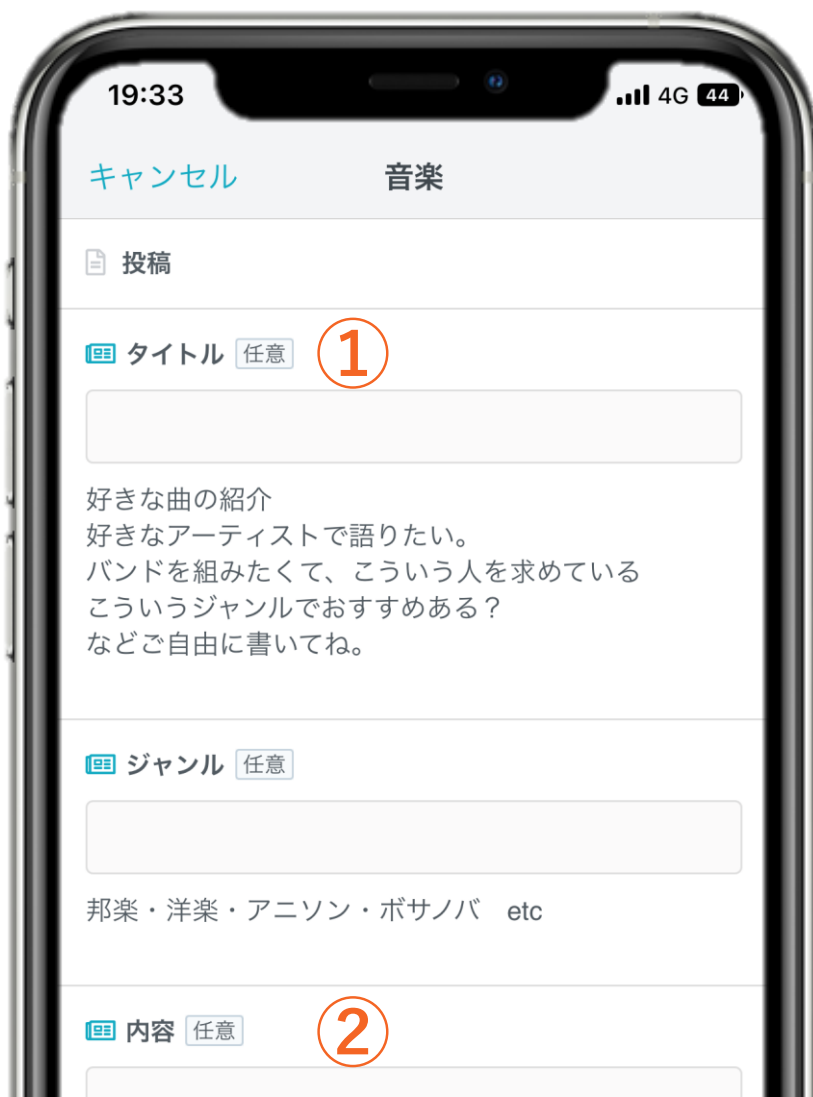 19:33
4G 44
キャンセル 音楽
投稿
タイトル 任意 ①
好きな曲の紹介
好きなアーティストで語りたい。
バンドを組みたくて、こういう人を求めている
こういうジャンルでおすすめある？
などご自由に書いてね。
ジャンル 任意
邦楽・洋楽・アニソン・ボサノバ　etc
内容 任意 ②